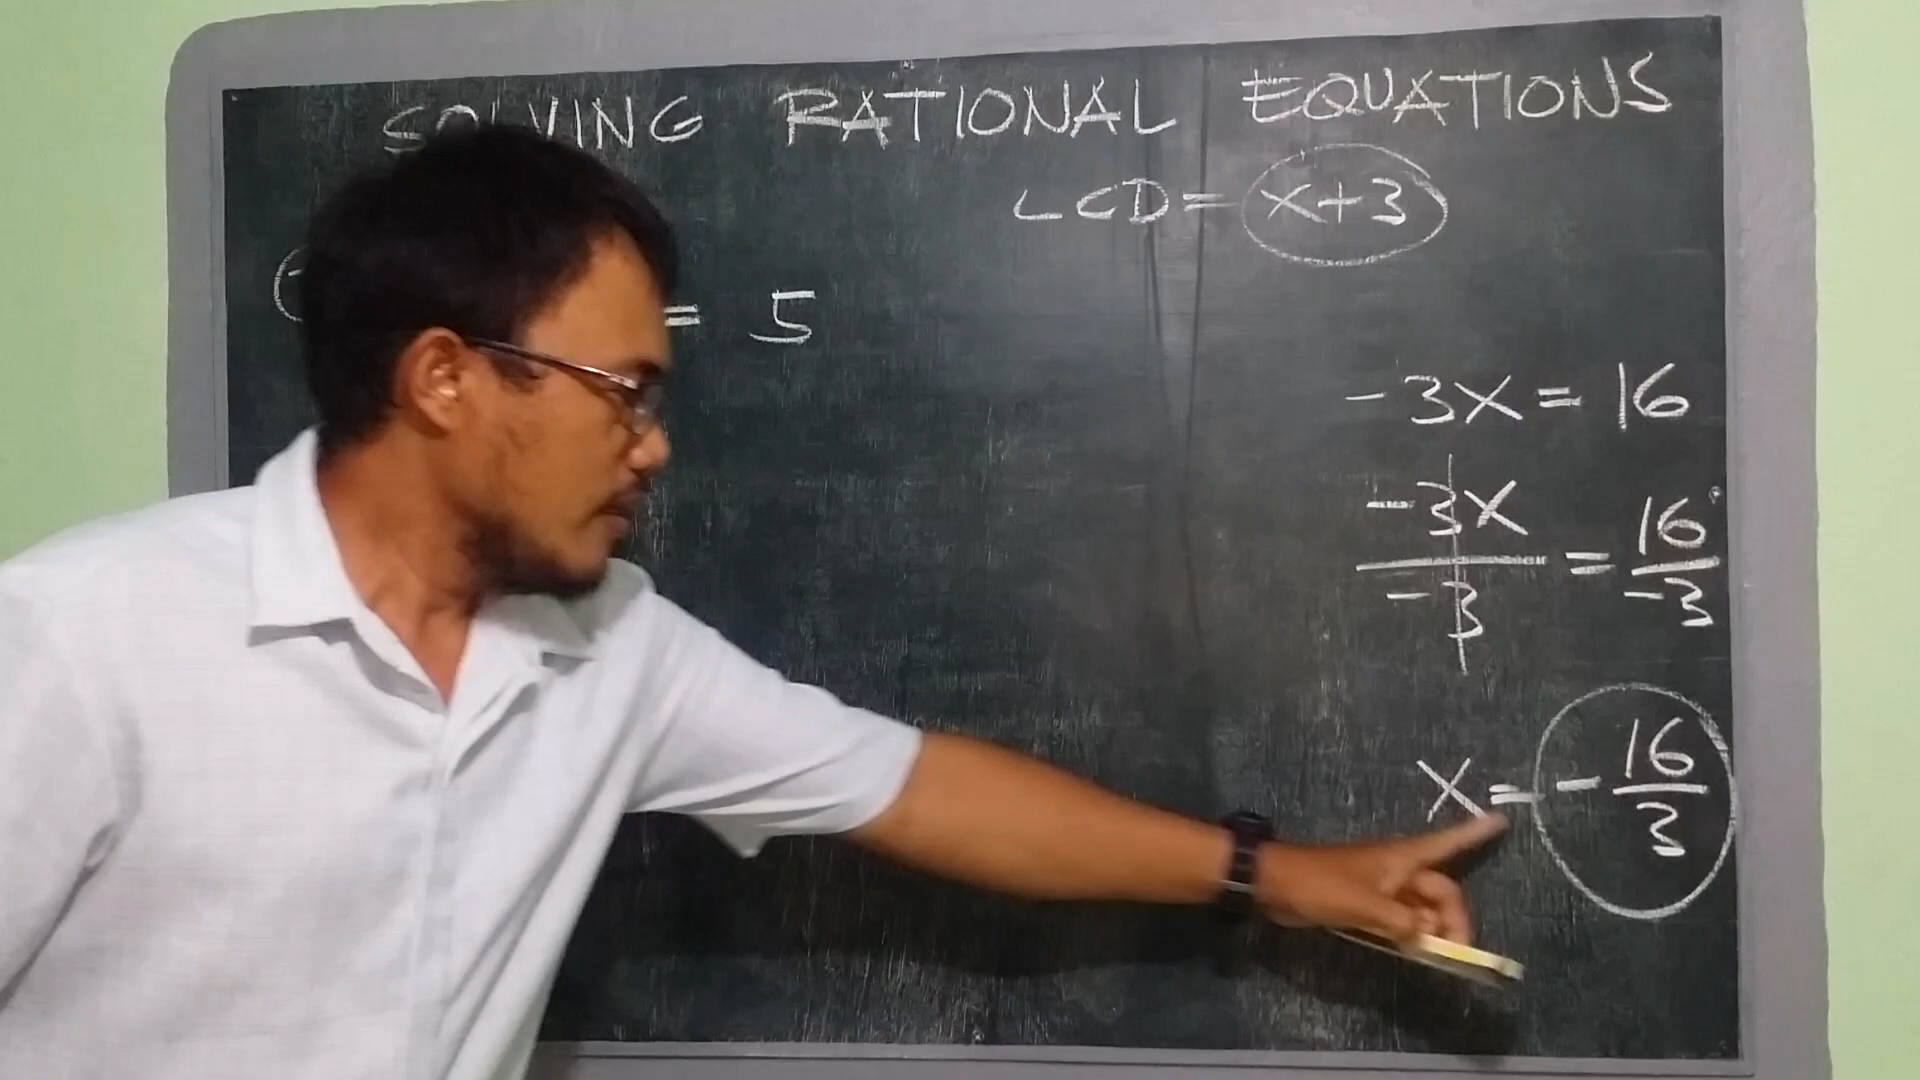 SOLVING RATIONAL EQUATIONS
LCD = x+3
= 5
-3x = 16
-3x/-3 = 16/-3
x = -16/3